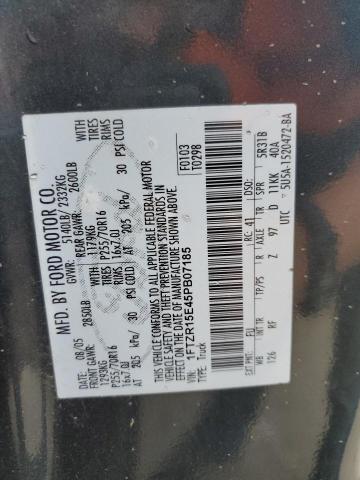 MFD. BY FORD MOTOR CO.
08/05 GVWR: 5140LB/ 2332KG
FRONT GAWR: 2850LB REAR GAWR: 2600LB
1293KG WITH 1179KG WITH
P255/70R16 TIRES P255/70R16 TIRES
16x7.0J RIMS 16x7.0J RIMS
AT 205 kPa/ 30 PSI COLD AT 205 kPa/ 30 PSI COLD
THIS VEHICLE CONFORMS TO ALL APPLICABLE FEDERAL MOTOR
VEHICLE SAFETY AND THEFT PREVENTION STANDARDS IN
EFFECT ON THE DATE OF MANUFACTURE SHOWN ABOVE.
VIN: 1FTZR15E45PB07185
TYPE: Truck
F0103
T0298
EXT PNT: FU RC: 41 DSO:
WB BRK INT TR TP/PS R AXLE TR SPR
126 RF Z 97 D 11KK 5R31B
40A
UTC 5U5A-1520472-BA